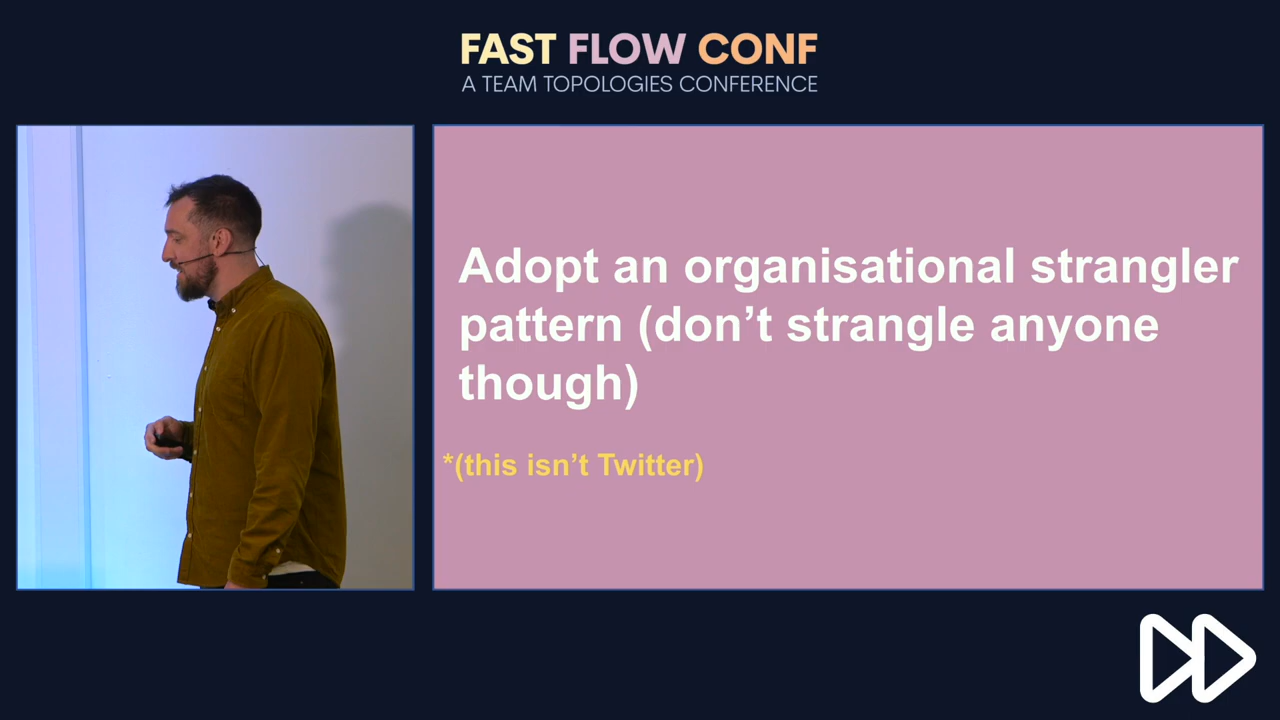 FAST FLOW CONF
A TEAM TOPOLOGIES CONFERENCE
Adopt an organisational strangler
pattern (don’t strangle anyone
though)
*(this isn’t Twitter)